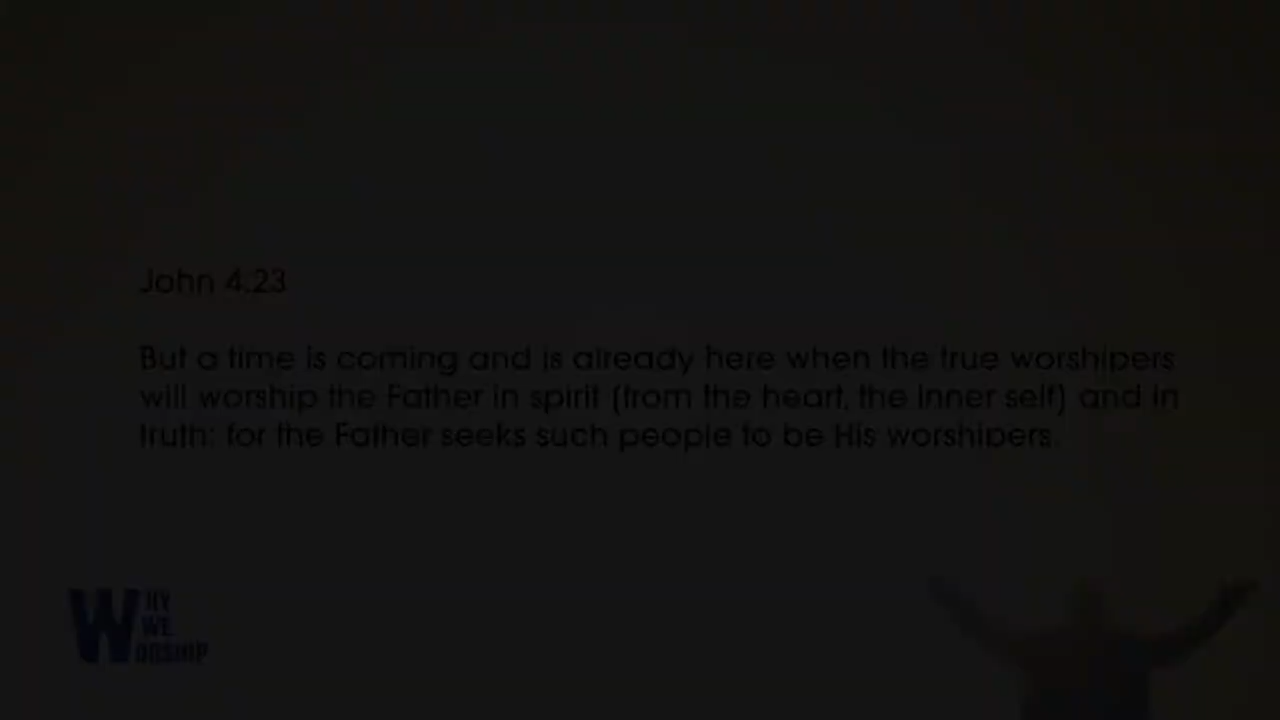 John 4:23
But a time is coming and is already here when the true worshipers
will worship the Father in spirit (from the heart, the inner self) and in
truth; for the Father seeks such people to be His worshipers.
WHY
WE
WORSHIP